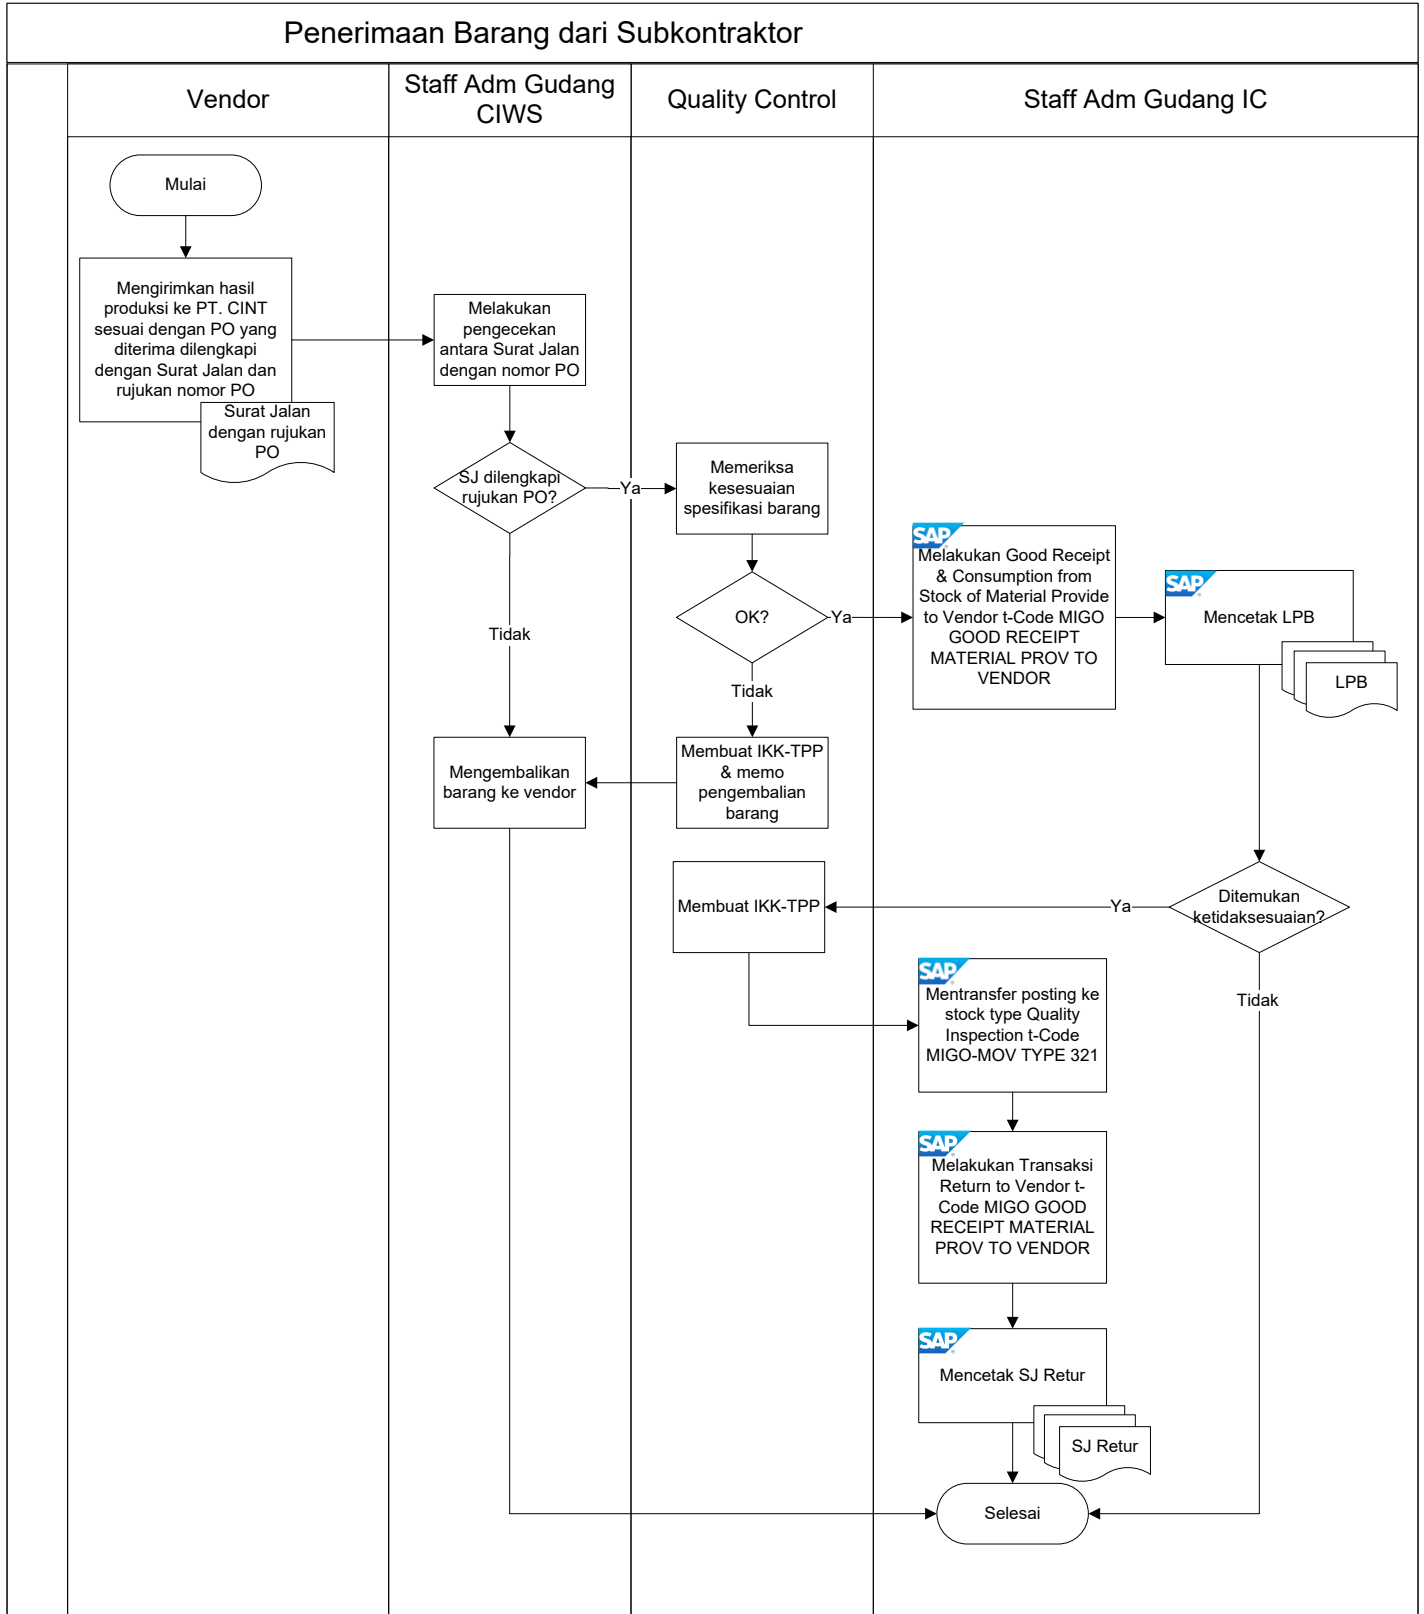 Penerimaan Barang dari Subkontraktor
Vendor
Staff Adm Gudang
CIWS
Quality Control
Staff Adm Gudang IC
Mulai
Mengirimkan hasil
produksi ke PT. CINT
sesuai dengan PO yang
diterima dilengkapi
dengan Surat Jalan dan
rujukan nomor PO
Surat Jalan
dengan rujukan
PO
Melakukan
pengecekan
antara Surat Jalan
dengan nomor PO
SJ dilengkapi
rujukan PO?
Ya
Tidak
Memeriksa
kesesuaian
spesifikasi barang
OK?
Ya
Tidak
SAP
Melakukan Good Receipt
& Consumption from
Stock of Material Provide
to Vendor t-Code MIGO
GOOD RECEIPT
MATERIAL PROV TO
VENDOR
SAP
Mencetak LPB
LPB
Mengembalikan
barang ke vendor
Membuat IKK-TPP
& memo
pengembalian
barang
Ditemukan
ketidaksesuaian?
Ya
Tidak
Membuat IKK-TPP
SAP
Mentransfer posting ke
stock type Quality
Inspection t-Code
MIGO-MOV TYPE 321
SAP
Melakukan Transaksi
Return to Vendor t-
Code MIGO GOOD
RECEIPT MATERIAL
PROV TO VENDOR
SAP
Mencetak SJ Retur
SJ Retur
Selesai